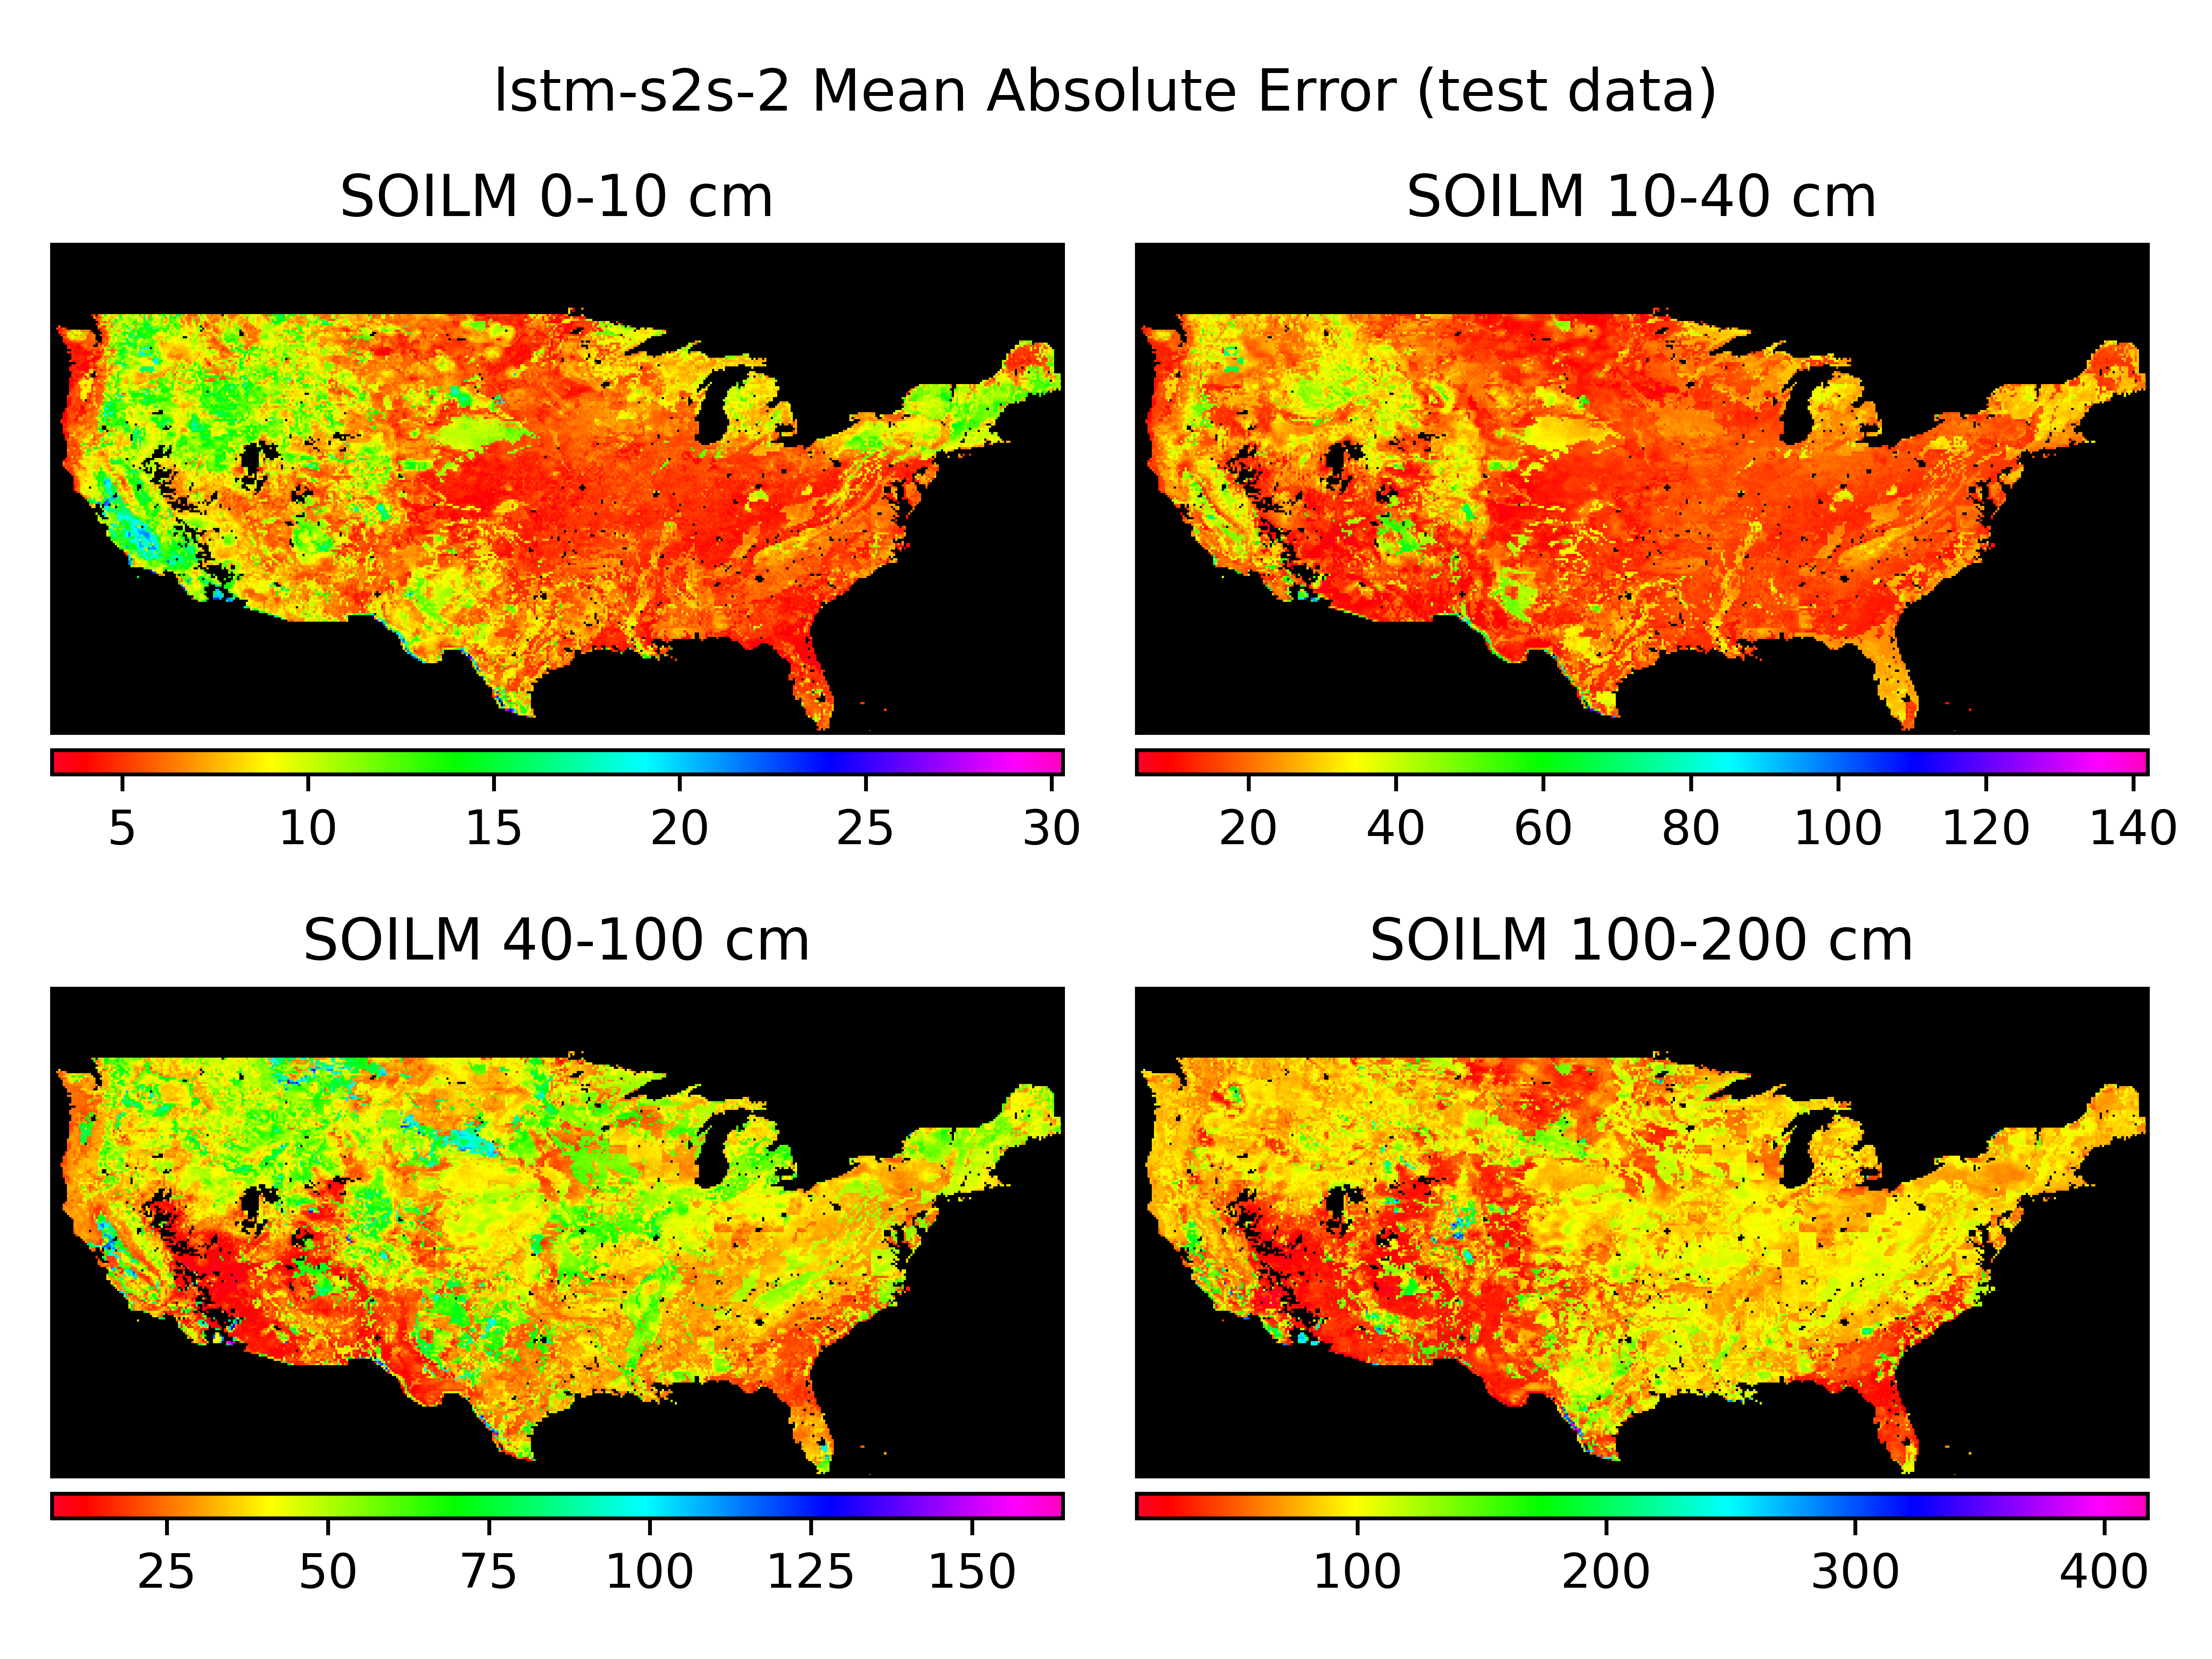 lstm-s2s-2 Mean Absolute Error (test data)
SOILM 0-10 cm
SOILM 10-40 cm
5 10 15 20 25 30
20 40 60 80 100 120 140
SOILM 40-100 cm
SOILM 100-200 cm
25 50 75 100 125 150
100 200 300 400